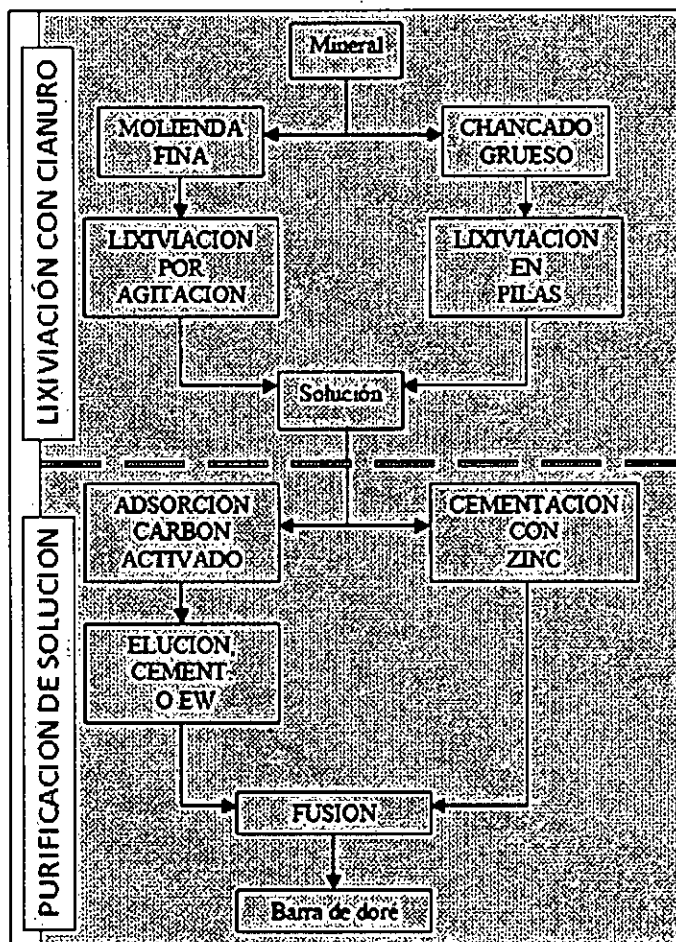 LIXIVIACIÓN CON CIANURO
Mineral
MOLIENDA
FINA
CHANCADO
GRUESO
LIXIVIACION
POR
AGITACION
LIXIVIACION
EN
PILAS
Solución
PURIFICACION DE SOLUCION
ADSORCION
CARBON
ACTIVADO
CEMENTACION
CON
ZINC
ELUCION,
CEMENT.
O EW
FUSION
Barra de doré